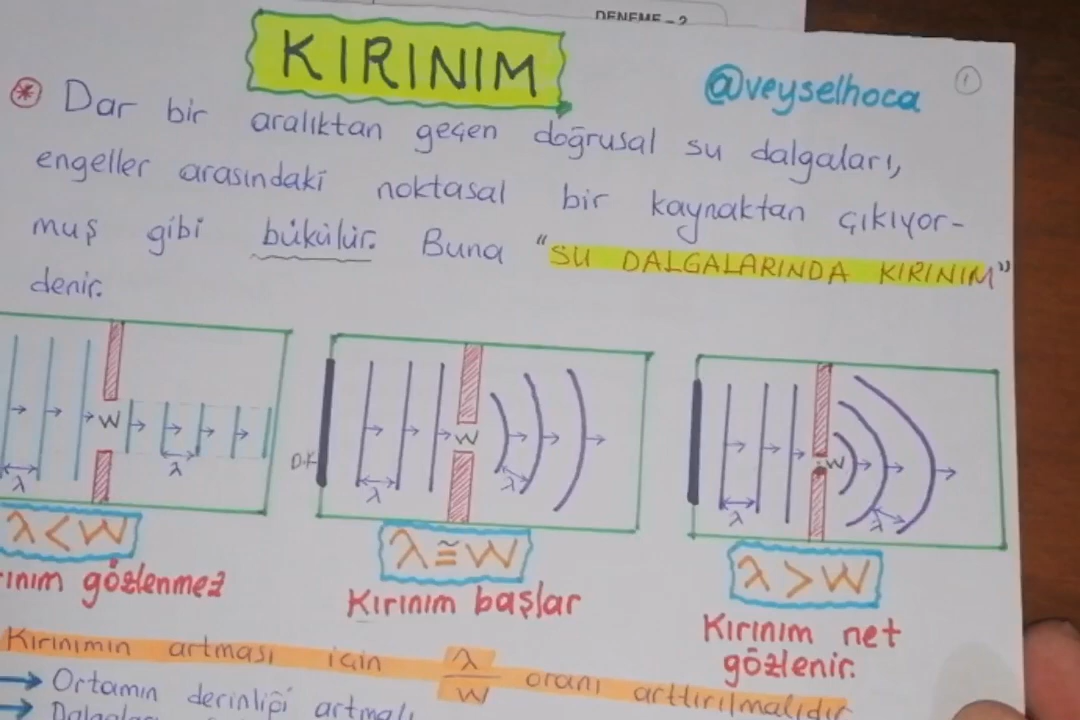 DENEME - 2
KIRINIM
@veyselhoca
1
Dar bir aralıktan geçen doğrusal su dalgaları,
engeller arasındaki noktasal bir kaynaktan çıkıyor-
muş gibi bükülür. Buna "SU DALGALARINDA KIRINIM"
denir.
W
λ
λ
λ<W
gözlenmez
D.K
W
λ
λ
λ≅W
Kırınım başlar
W
λ
λ
λ>W
Kırınım net
gözlenir.
Kırınımın artması için λ/W oranı arttırılmalıdır
→ Ortamın derinliği artmalı
→